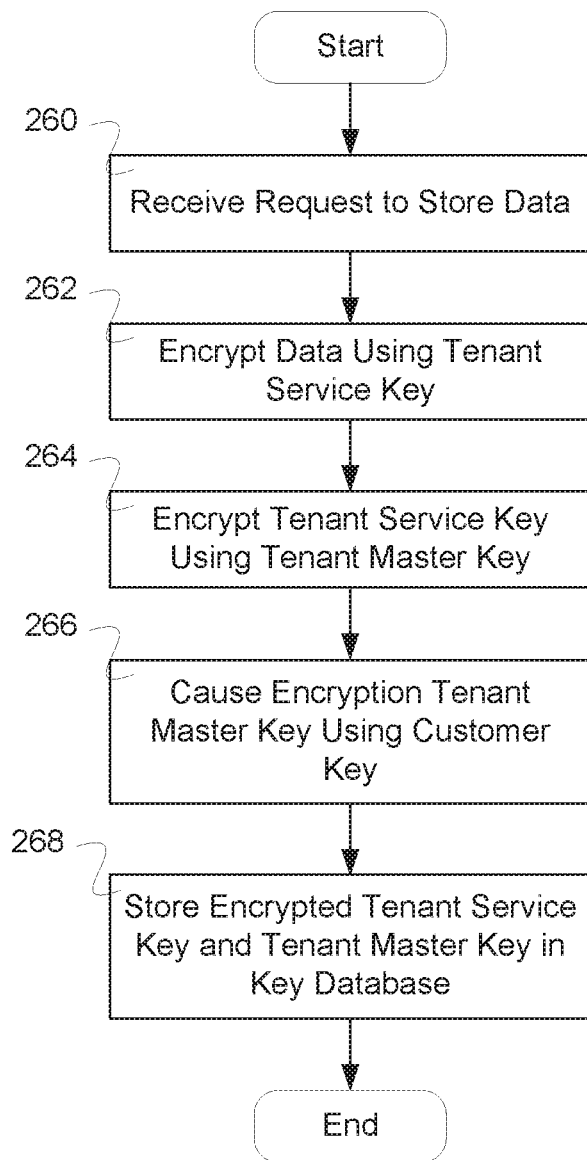 Start
260
Receive Request to Store Data
262
Encrypt Data Using Tenant
Service Key
264
Encrypt Tenant Service Key
Using Tenant Master Key
266
Cause Encryption Tenant
Master Key Using Customer
Key
268
Store Encrypted Tenant Service
Key and Tenant Master Key in
Key Database
End